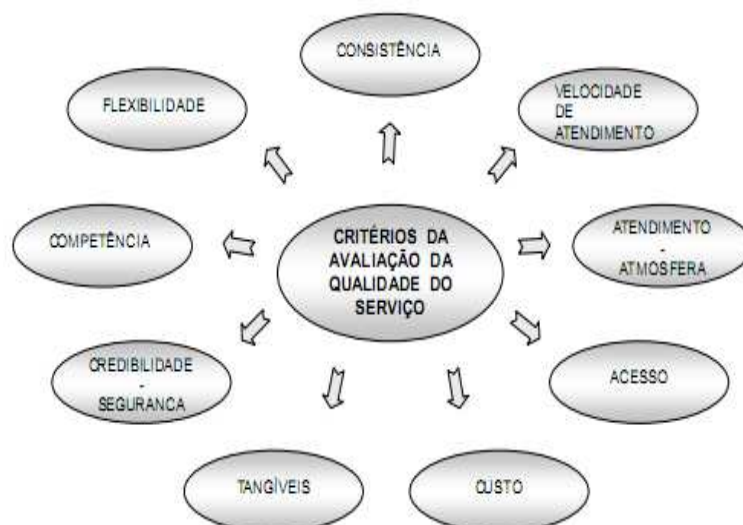 CONSISTÊNCIA
FLEXIBILIDADE
VELOCIDADE
DE
ATENDIMENTO
COMPETÊNCIA
CRITÉRIOS DA
AVALIAÇÃO DA
QUALIDADE DO
SERVIÇO
ATENDIMENTO
-
ATMOSFERA
CREDIBILIDADE
-
SEGURANCA
ACESSO
TANGÍVEIS
CUSTO